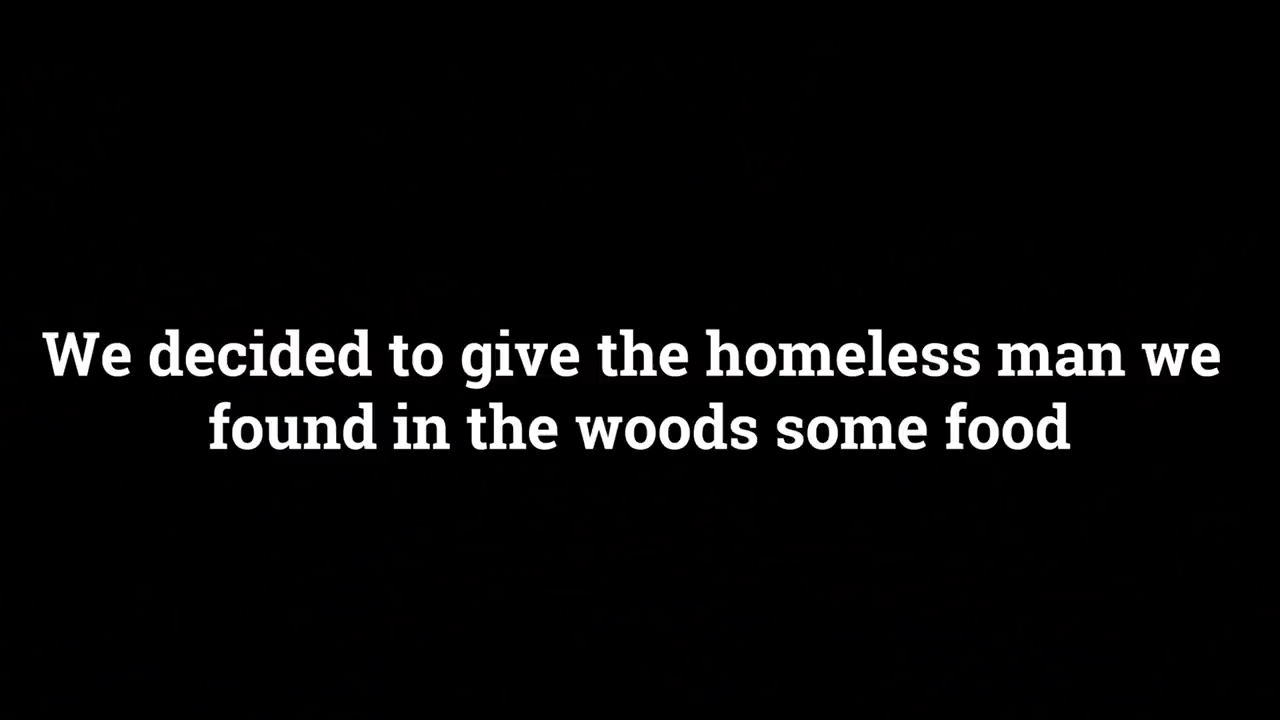 We decided to give the homeless man we
found in the woods some food